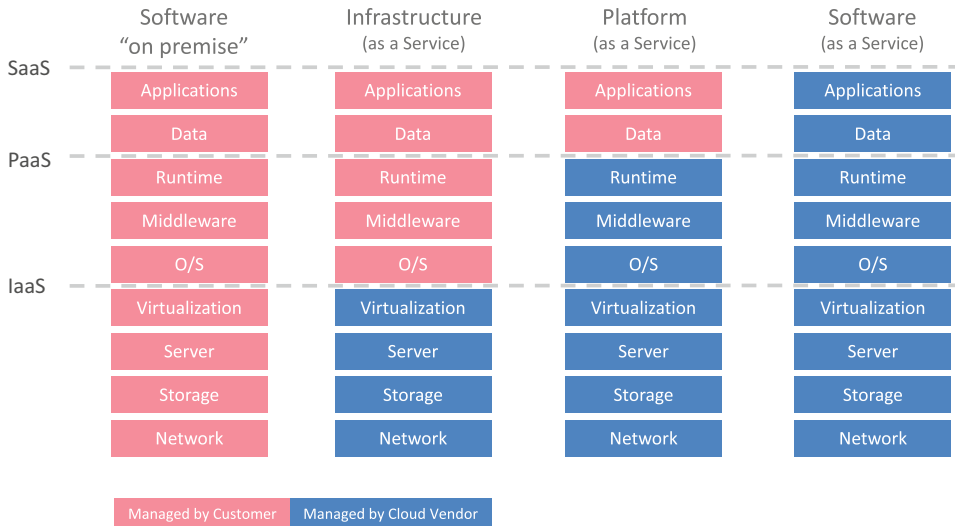 Software
“on premise”
Infrastructure
(as a Service)
Platform
(as a Service)
Software
(as a Service)
SaaS
Applications
Applications
Applications
Applications
Data
Data
Data
Data
PaaS
Runtime
Runtime
Runtime
Runtime
Middleware
Middleware
Middleware
Middleware
O/S
O/S
O/S
O/S
IaaS
Virtualization
Virtualization
Virtualization
Virtualization
Server
Server
Server
Server
Storage
Storage
Storage
Storage
Network
Network
Network
Network
Managed by Customer
Managed by Cloud Vendor